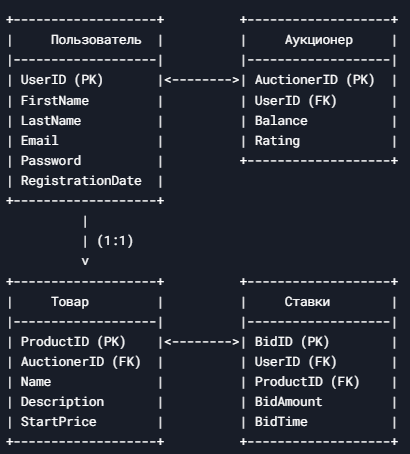 +-------------------+          +-------------------+
|     Пользователь  |          |     Аукционер     |
|-------------------|          |-------------------|
| UserID (PK)       |<-------->| AuctionerID (PK)  |
| FirstName         |          | UserID (FK)       |
| LastName          |          | Balance           |
| Email             |          | Rating            |
| Password          |          +-------------------+
| RegistrationDate  |
+-------------------+
          |
          | (1:1)
          v
+-------------------+          +-------------------+
|     Товар         |          |     Ставки        |
|-------------------|          |-------------------|
| ProductID (PK)    |<-------->| BidID (PK)        |
| AuctionerID (FK)  |          | UserID (FK)       |
| Name              |          | ProductID (FK)    |
| Description       |          | BidAmount         |
| StartPrice        |          | BidTime           |
+-------------------+          +-------------------+